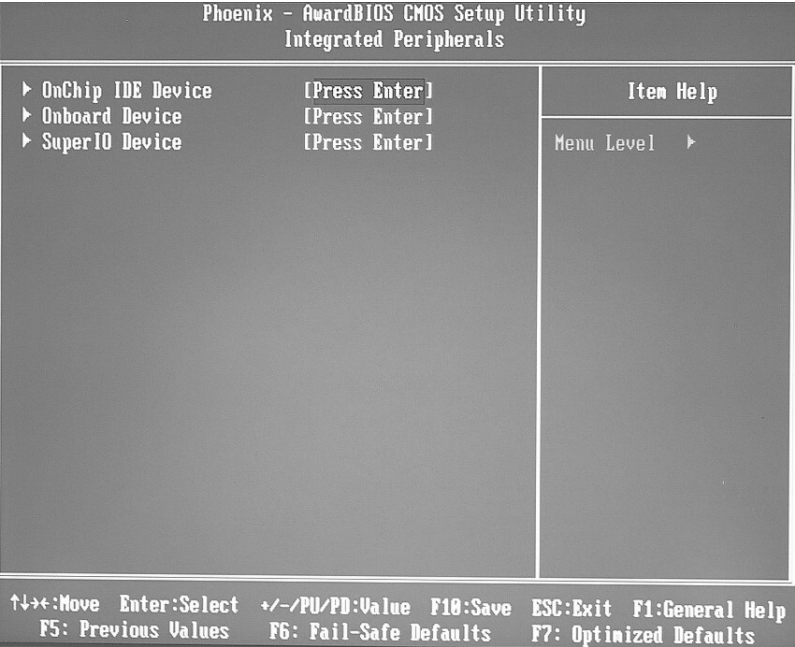 Phoenix - AwardBIOS CMOS Setup Utility
Integrated Peripherals
OnChip IDE Device [Press Enter]
Onboard Device [Press Enter]
SuperIO Device [Press Enter]
Item Help
Menu Level
↑↓→←:Move Enter:Select +/-/PU/PD:Value F10:Save ESC:Exit F1:General Help
F5: Previous Values F6: Fail-Safe Defaults F7: Optimized Defaults